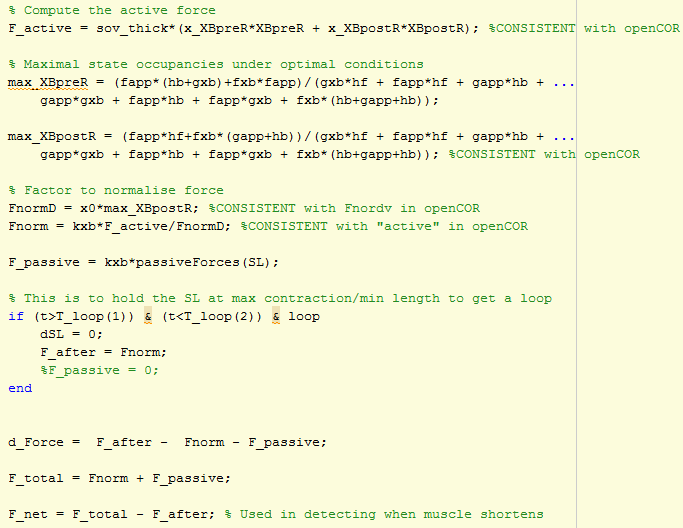 % Compute the active force
F_active = sov_thick*(x_XBpreR*XBpreR + x_XBpostR*XBpostR); %CONSISTENT with openCOR
% Maximal state occupancies under optimal conditions
max_XBpreR = (fapp*(hb+gxb)+fxb*fapp)/(gxb*hf + fapp*hf + gapp*hb + ...
gapp*gxb + fapp*hb + fapp*gxb + fxb*(hb+gapp+hb));
max_XBpostR = (fapp*hf+fxb*(gapp+hb))/(gxb*hf + fapp*hf + gapp*hb + ...
gapp*gxb + fapp*hb + fapp*gxb + fxb*(hb+gapp+hb)); %CONSISTENT with openCOR
% Factor to normalise force
FnormD = x0*max_XBpostR; %CONSISTENT with Fnordv in openCOR
Fnorm = kxb*F_active/FnormD; %CONSISTENT with "active" in openCOR
F_passive = kxb*passiveForces(SL);
% This is to hold the SL at max contraction/min length to get a loop
if (t>T_loop(1)) & (t<T_loop(2)) & loop
dSL = 0;
F_after = Fnorm;
%F_passive = 0;
end
d_Force =  F_after -  Fnorm - F_passive;
F_total = Fnorm + F_passive;
F_net = F_total - F_after; % Used in detecting when muscle shortens